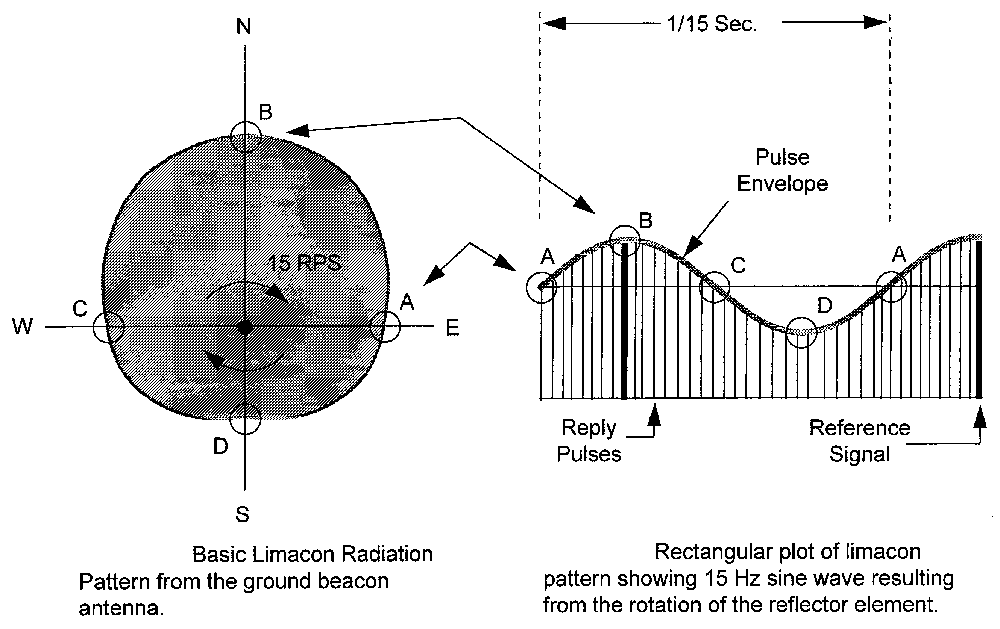 N
B
15 RPS
C
A
W
E
D
S
Basic Limacon Radiation
Pattern from the ground beacon
antenna.
1/15 Sec.
Pulse
Envelope
B
A
C
A
D
Reply
Pulses
Reference
Signal
Rectangular plot of limacon
pattern showing 15 Hz sine wave resulting
from the rotation of the reflector element.